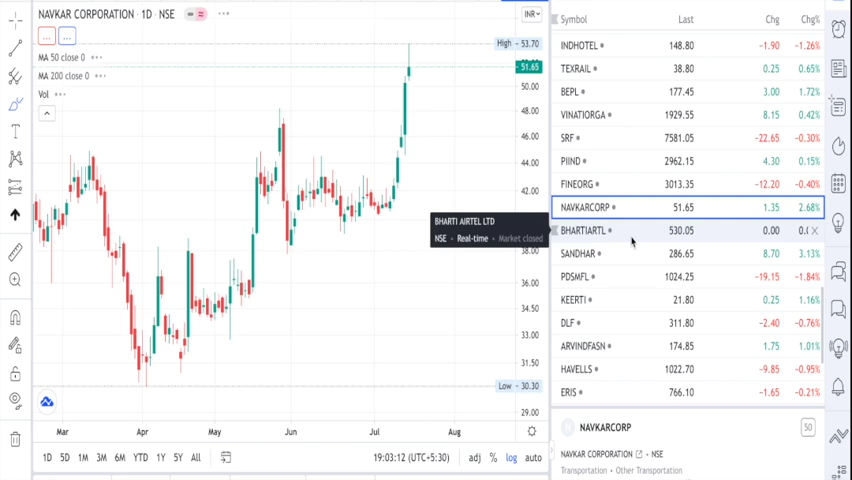 NAVKAR CORPORATION · 1D · NSE
INR
... ...
High 53.70
MA 50 close 0
51.65
MA 200 close 0
50.00
Vol
48.00
46.00
44.00
42.00
BHARTI AIRTEL LTD
NSE • Real-time • Market closed
38.00
36.00
34.50
33.00
31.50
Low 30.30
29.00
Mar Apr May Jun Jul Aug
1D 5D 1M 3M 6M YTD 1Y 5Y All
19:03:12 (UTC+5:30) adj % log auto
Symbol Last Chg Chg%
INDHOTEL 148.80 −1.90 −1.26%
TEXRAIL 38.80 0.25 0.65%
BEPL 177.45 3.00 1.72%
VINATIORGA 1929.55 8.15 0.42%
SRF 7581.05 −22.65 −0.30%
PIIND 2962.15 4.30 0.15%
FINEORG 3013.35 −12.20 −0.40%
NAVKARCORP 51.65 1.35 2.68%
BHARTIARTL 530.05 0.00
SANDHAR 286.65 8.70 3.13%
PDSMFL 1024.25 −19.15 −1.84%
KEERTI 21.80 0.25 1.16%
DLF 311.80 −2.40 −0.76%
ARVINDFASN 174.85 1.75 1.01%
HAVELLS 1022.70 −9.85 −0.95%
ERIS 766.10 −1.65 −0.21%
NAVKARCORP 50
NAVKAR CORPORATION • NSE
Transportation • Other Transportation